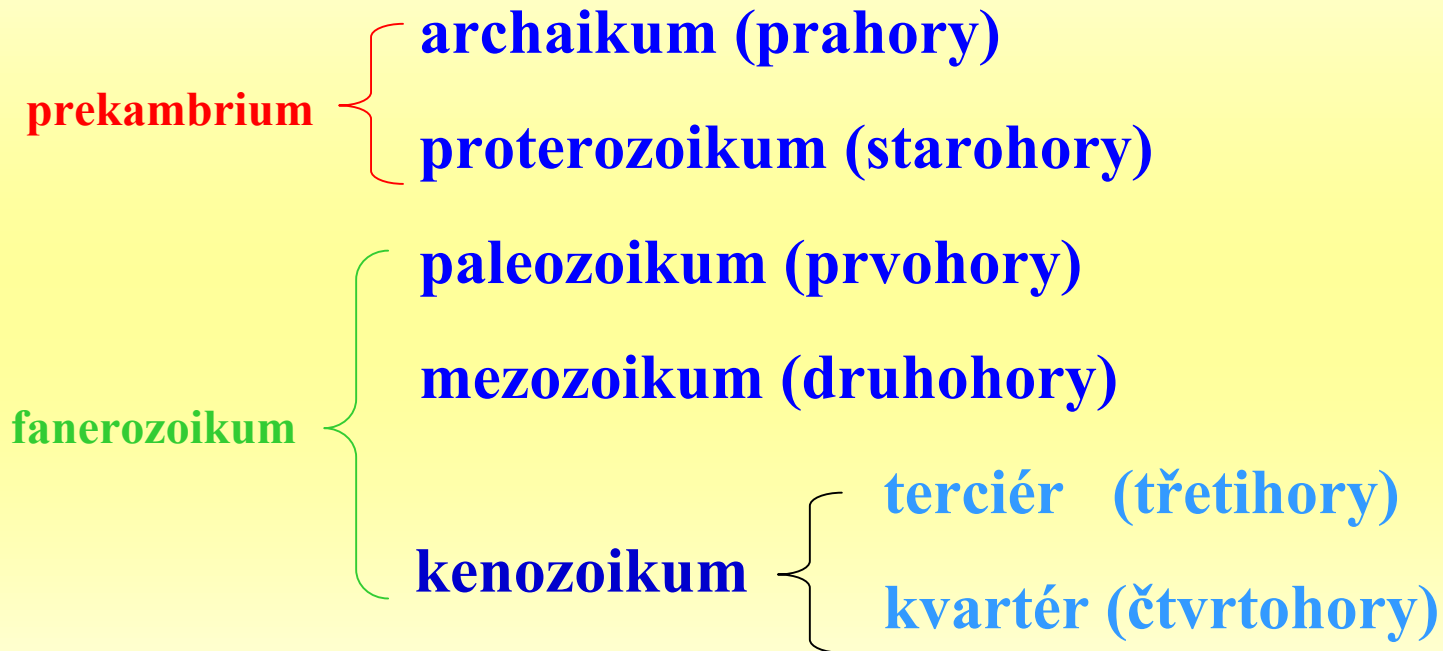 archaikum (prahory)
prekambrium
proterozoikum (starohory)
paleozoikum (prvohory)
mezozoikum (druhohory)
fanerozoikum
terciér (třetihory)
kenozoikum
kvartér (čtvrtohory)